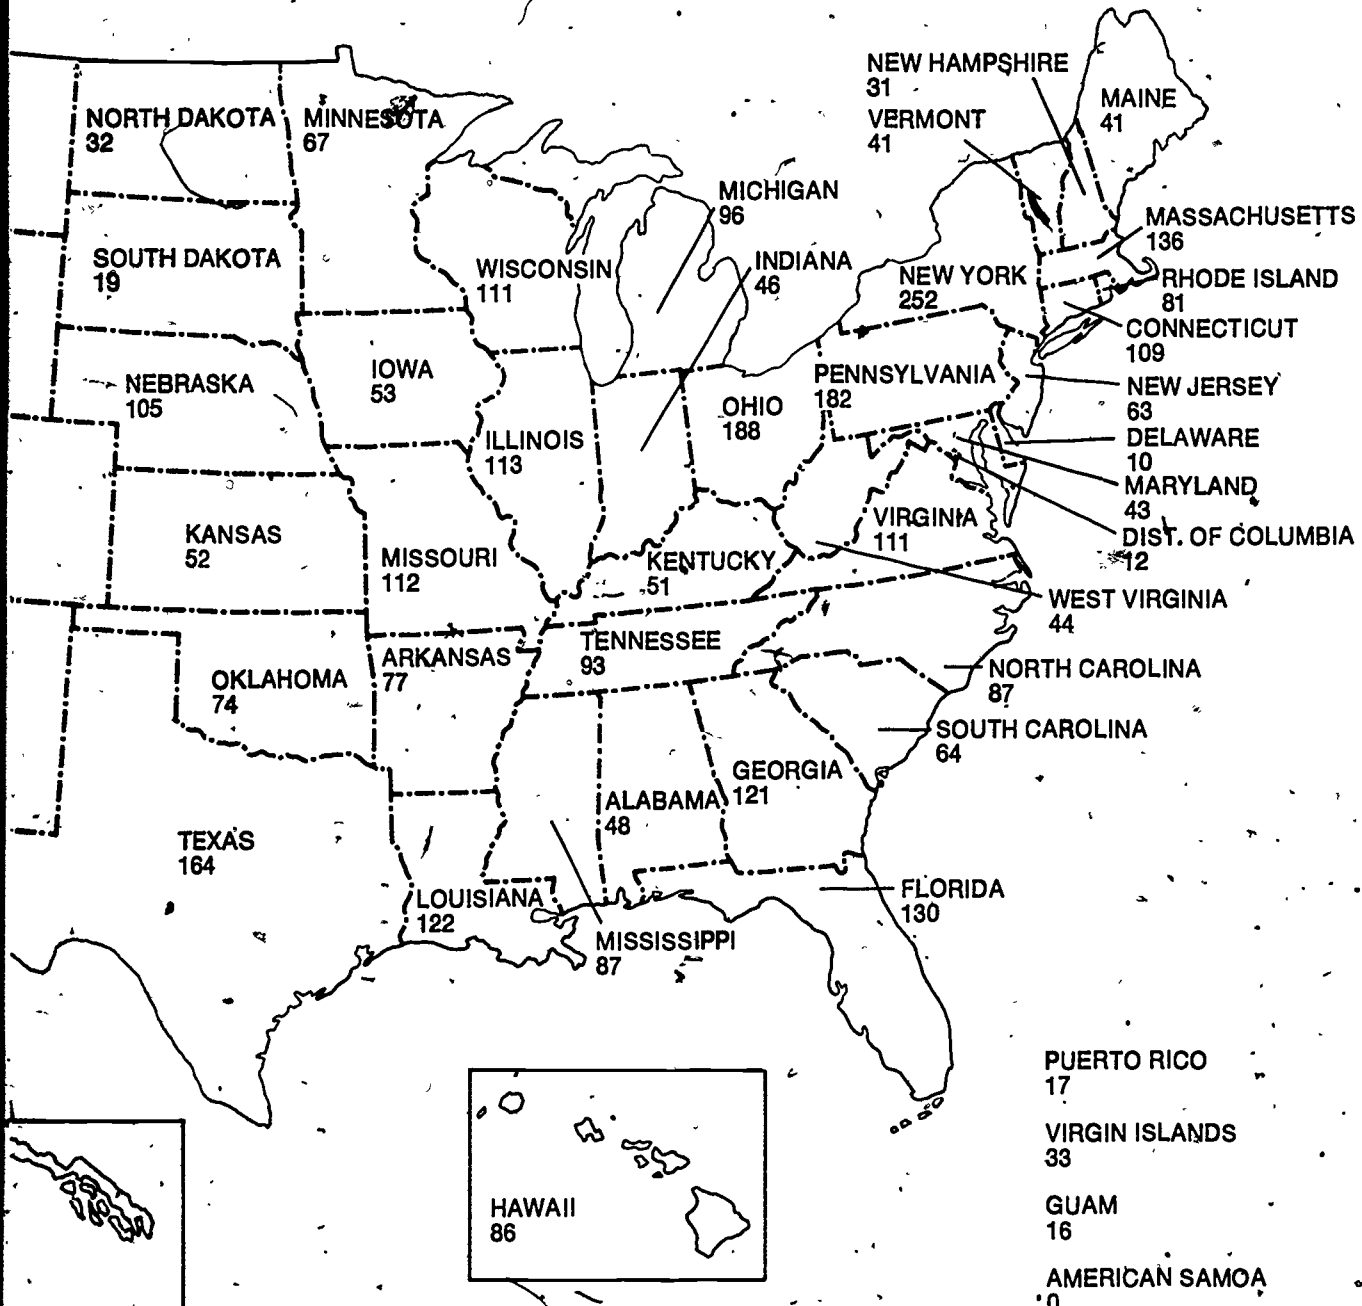 NEW HAMPSHIRE
31
MAINE
41
VERMONT
41
NORTH DAKOTA
32
MINNESOTA
67
MICHIGAN
96
MASSACHUSETTS
136
SOUTH DAKOTA
19
WISCONSIN
111
INDIANA
46
NEW YORK
252
RHODE ISLAND
81
CONNECTICUT
109
IOWA
53
NEBRASKA
105
PENNSYLVANIA
182
NEW JERSEY
63
OHIO
188
ILLINOIS
113
DELAWARE
10
MARYLAND
43
KANSAS
52
VIRGINIA
111
DIST. OF COLUMBIA
12
MISSOURI
112
KENTUCKY
51
WEST VIRGINIA
44
TENNESSEE
93
ARKANSAS
77
NORTH CAROLINA
87
OKLAHOMA
74
SOUTH CAROLINA
64
GEORGIA
121
ALABAMA
48
TEXAS
164
LOUISIANA
122
FLORIDA
130
MISSISSIPPI
87
PUERTO RICO
17
VIRGIN ISLANDS
33
HAWAII
86
GUAM
16
AMERICAN SAMOA
0